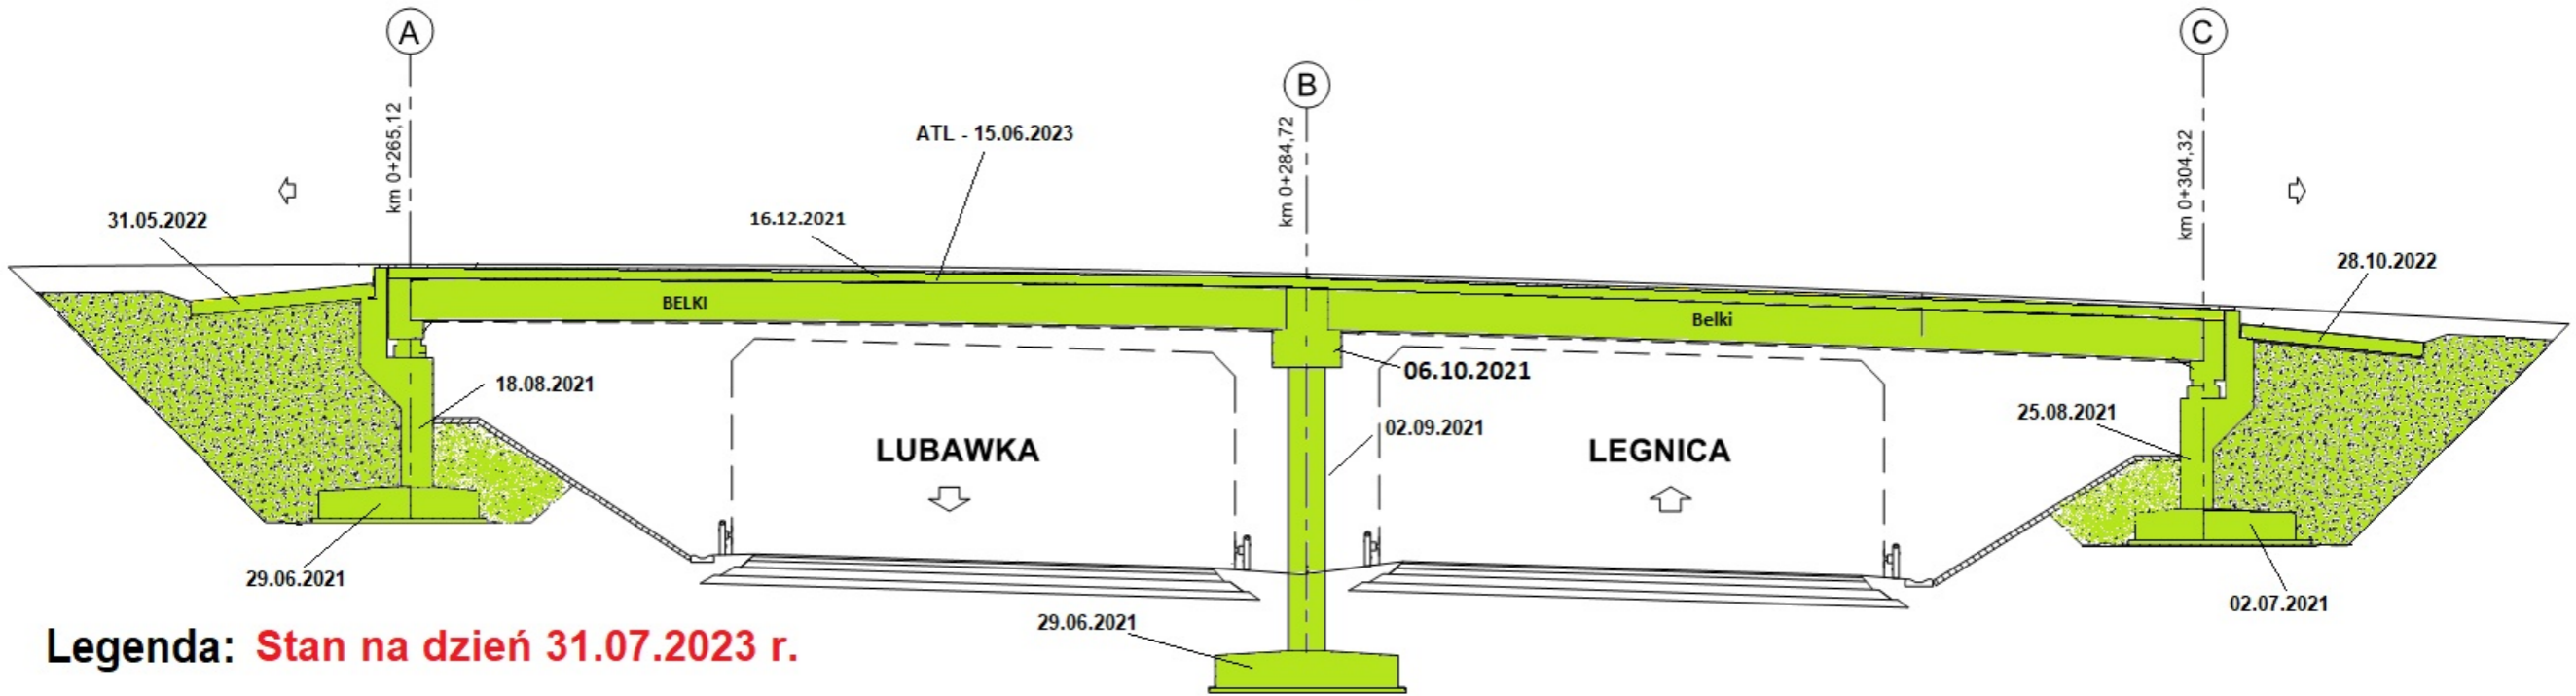 A
B
C
km 0+265,12
km 0+284,72
km 0+304,32
ATL - 15.06.2023
31.05.2022
16.12.2021
28.10.2022
BELKI
Belki
06.10.2021
18.08.2021
25.08.2021
02.09.2021
LUBAWKA
LEGNICA
29.06.2021
02.07.2021
29.06.2021
Legenda: Stan na dzień 31.07.2023 r.